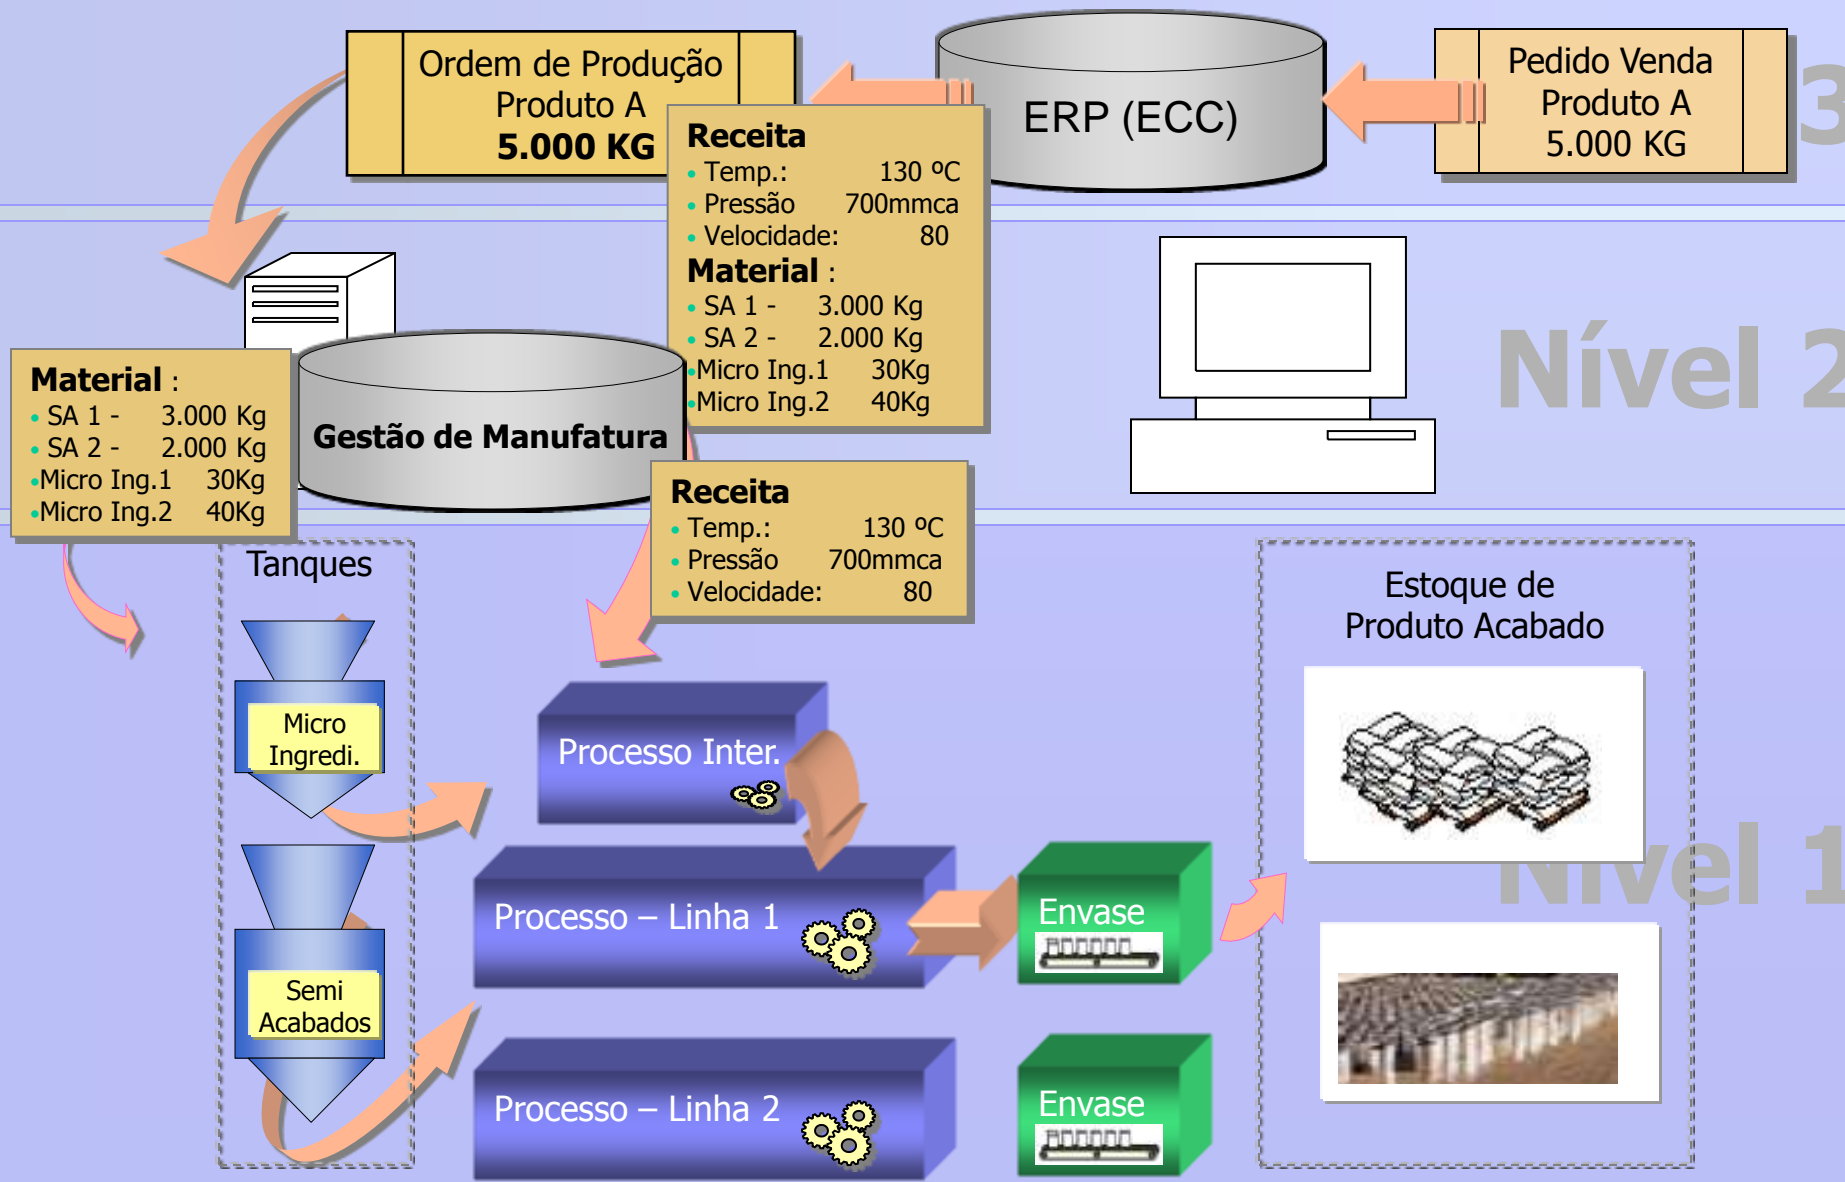 Ordem de Produção
Produto A
5.000 KG
ERP (ECC)
Pedido Venda
Produto A
5.000 KG
3
Receita
• Temp.: 130 ºC
• Pressão 700mmca
• Velocidade: 80
Material :
• SA 1 - 3.000 Kg
• SA 2 - 2.000 Kg
•Micro Ing.1 30Kg
•Micro Ing.2 40Kg
Nível 2
Material :
• SA 1 - 3.000 Kg
• SA 2 - 2.000 Kg
•Micro Ing.1 30Kg
•Micro Ing.2 40Kg
Gestão de Manufatura
Receita
• Temp.: 130 ºC
• Pressão 700mmca
• Velocidade: 80
Tanques
Micro
Ingredi.
Semi
Acabados
Processo Inter.
Processo – Linha 1
Envase
Processo – Linha 2
Envase
Estoque de
Produto Acabado
Nível 1